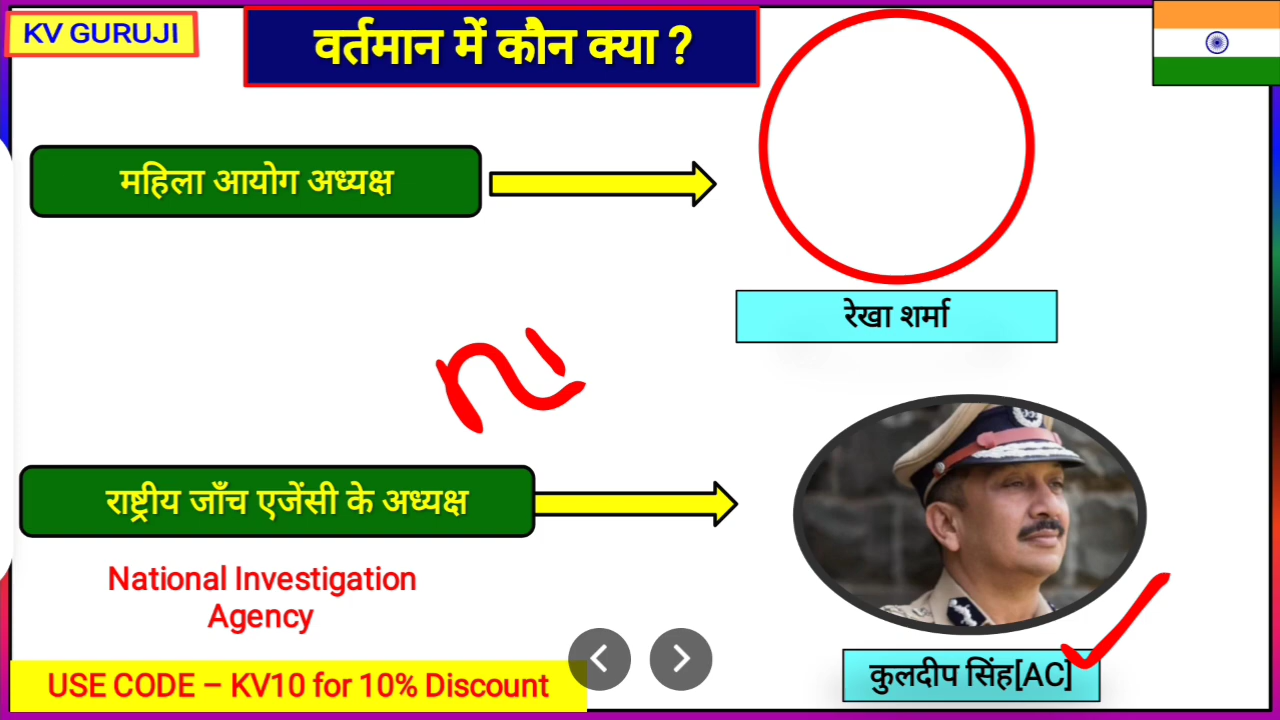 KV GURUJI
वर्तमान में कौन क्या ?
महिला आयोग अध्यक्ष
रेखा शर्मा
राष्ट्रीय जाँच एजेंसी के अध्यक्ष
National Investigation
Agency
कुलदीप सिंह[AC]
USE CODE – KV10 for 10% Discount